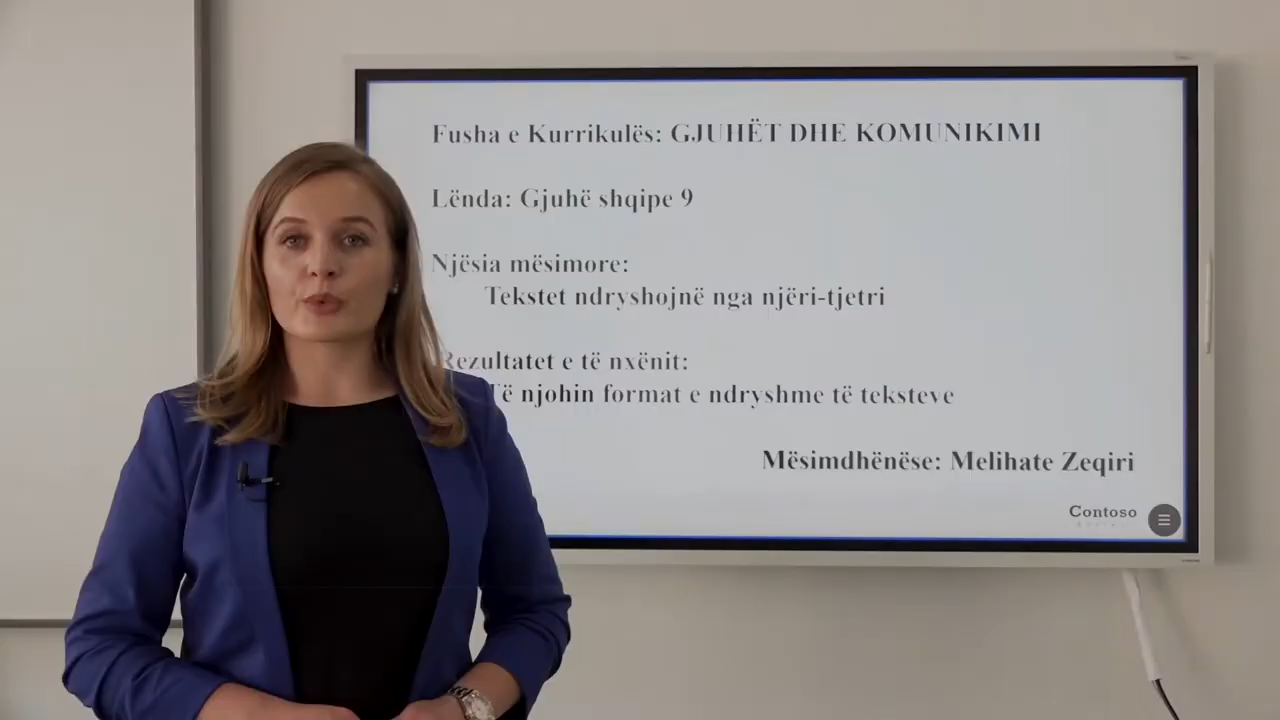 Fusha e Kurrikulës: GJUHËT DHE KOMUNIKIMI
Lënda: Gjuhë shqipe 9
Njësia mësimore:
Tekstet ndryshojnë nga njëri-tjetri
Rezultatet e të nxënit:
Të njohin format e ndryshme të teksteve
Mësimdhënëse: Melihate Zeqiri
Contoso